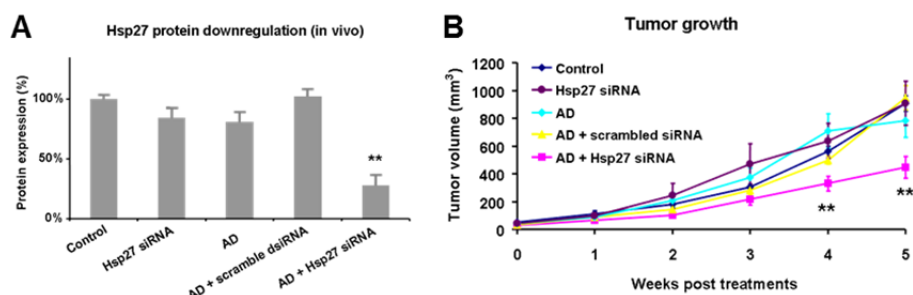 A
Hsp27 protein downregulation (in vivo)
Protein expression (%)
100%
50%
0%
**
Control
Hsp27 siRNA
AD
AD + scramble dsiRNA
AD + Hsp27 siRNA
B
Tumor growth
Tumor volume (mm³)
1200
1000
800
600
400
200
0
Control
Hsp27 siRNA
AD
AD + scrambled siRNA
AD + Hsp27 siRNA
**
**
0 1 2 3 4 5
Weeks post treatments